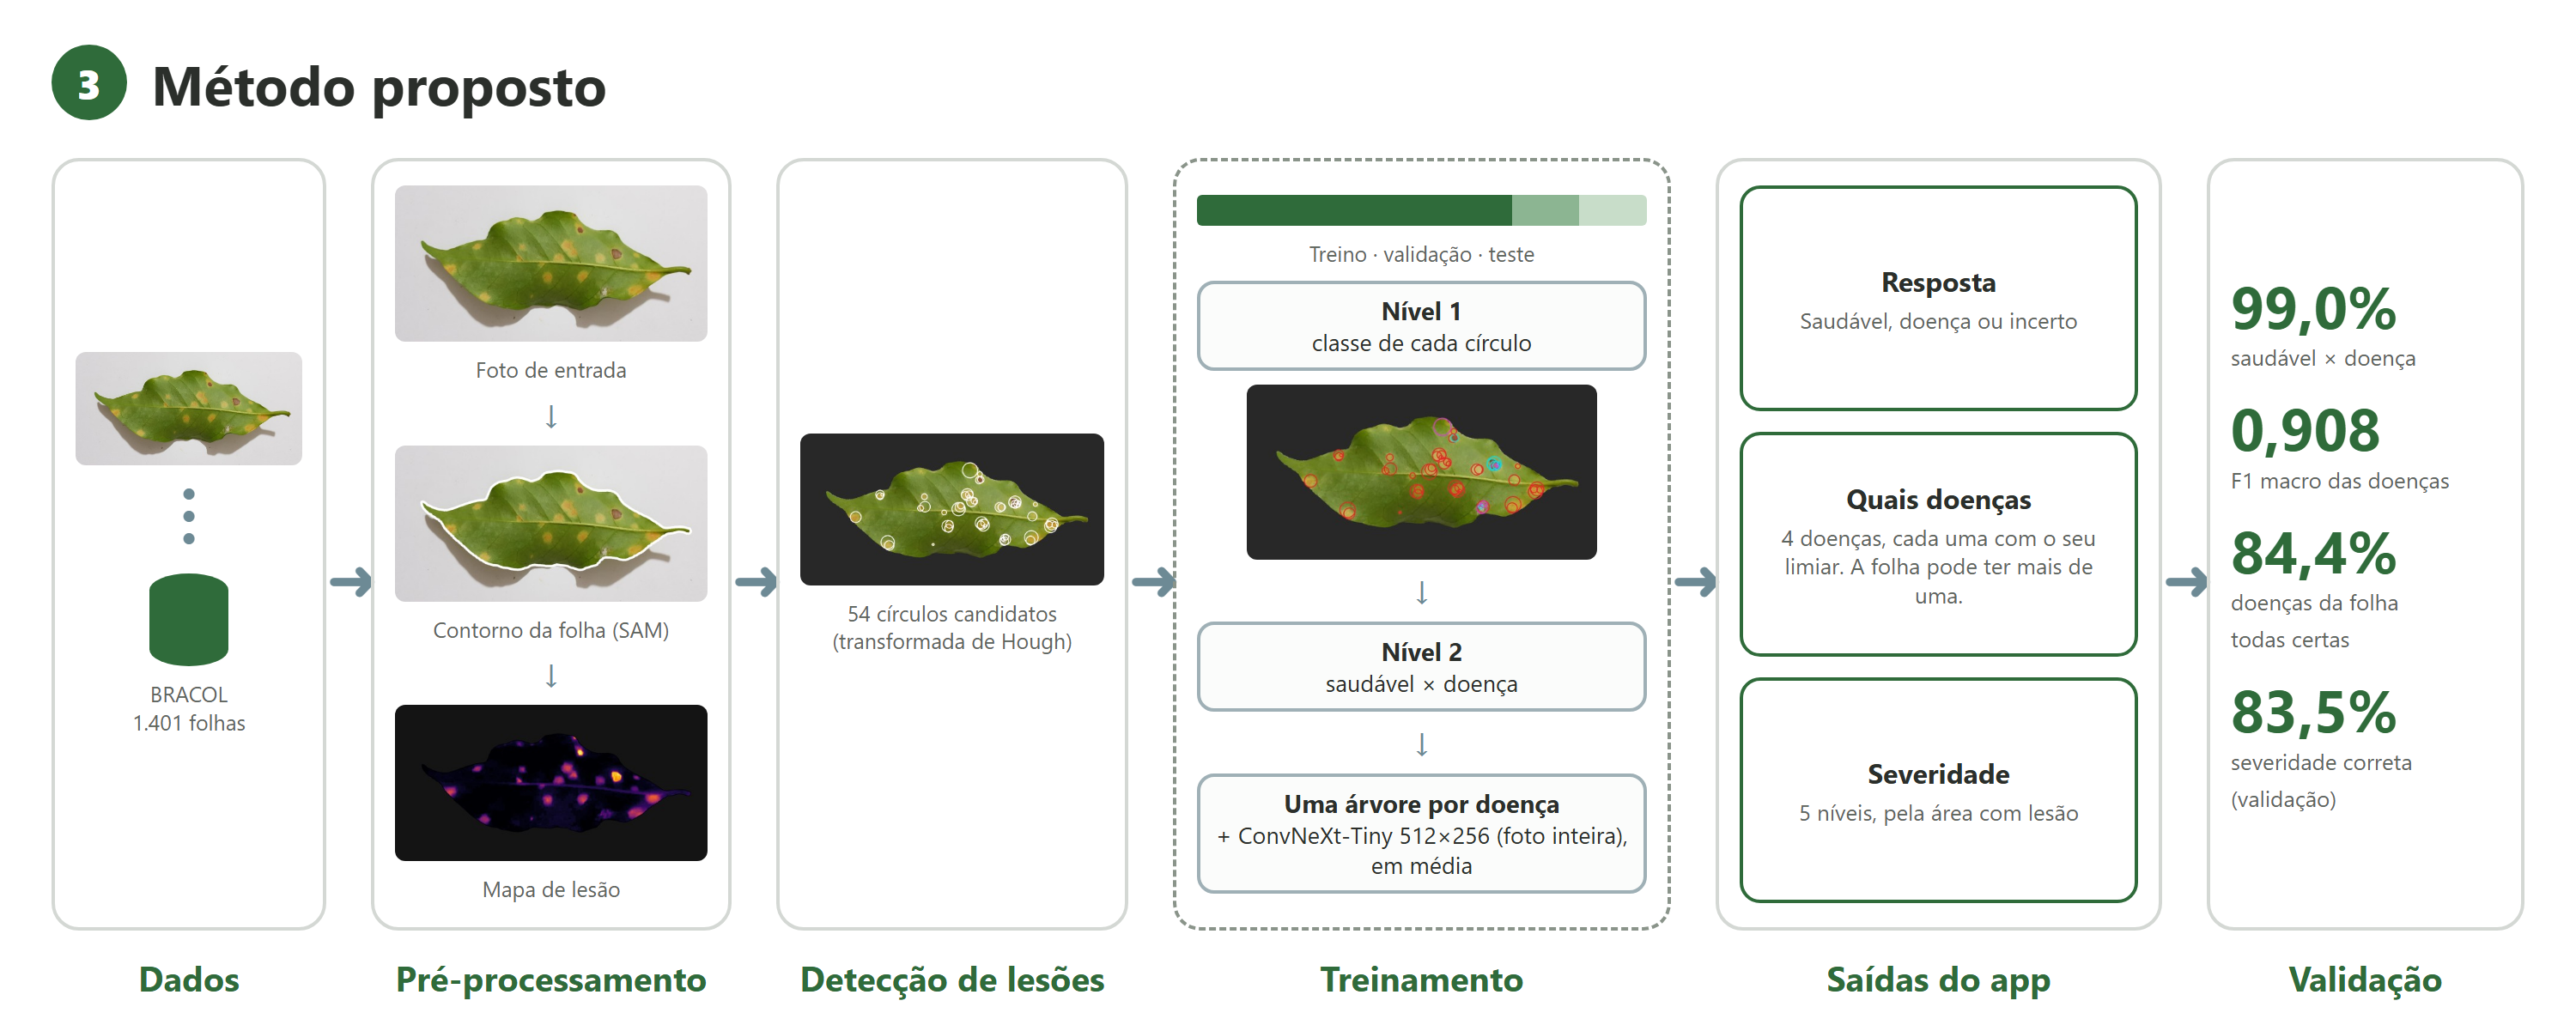 3 Método proposto
BRACOL
1.401 folhas
Dados
Foto de entrada
↓
Contorno da folha (SAM)
↓
Mapa de lesão
Pré-processamento
54 círculos candidatos
(transformada de Hough)
Detecção de lesões
Treino · validação · teste
Nível 1
classe de cada círculo
↓
Nível 2
saudável × doença
↓
Uma árvore por doença
+ ConvNeXt-Tiny 512×256 (foto inteira),
em média
Treinamento
Resposta
Saudável, doença ou incerto
Quais doenças
4 doenças, cada uma com o seu
limiar. A folha pode ter mais de
uma.
Severidade
5 níveis, pela área com lesão
Saídas do app
99,0%
saudável × doença
0,908
F1 macro das doenças
84,4%
doenças da folha
todas certas
83,5%
severidade correta
(validação)
Validação